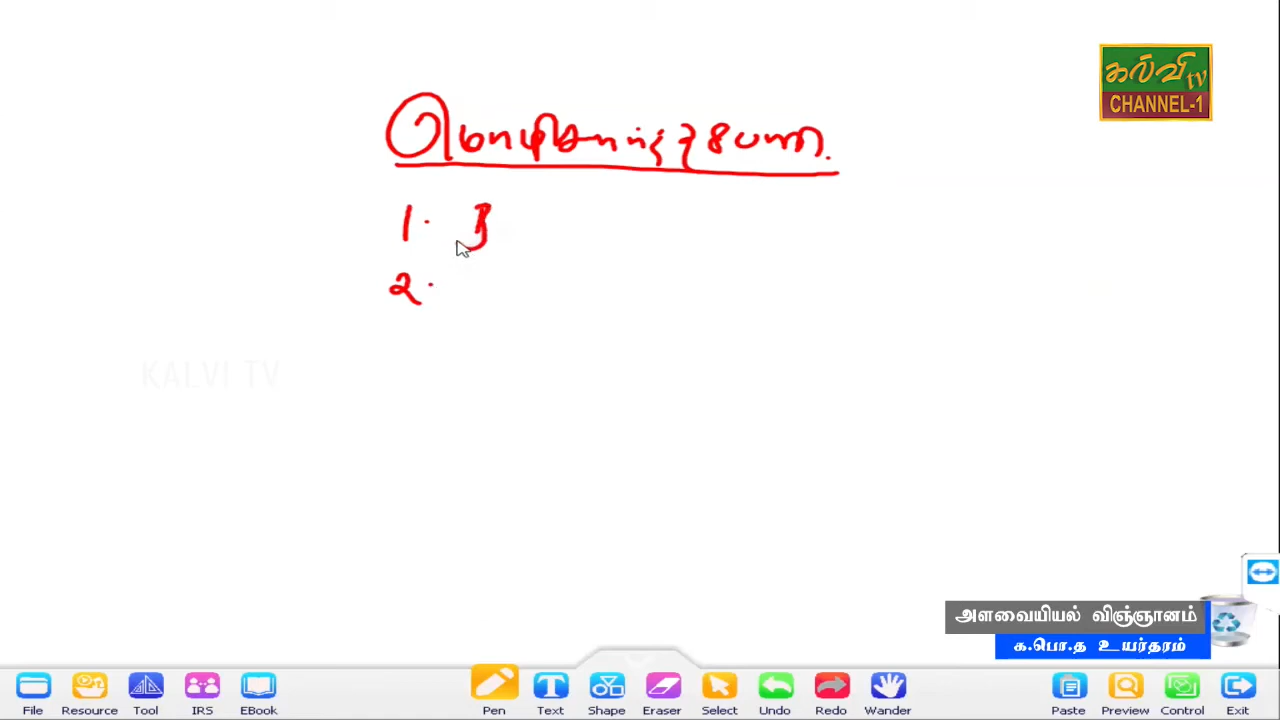 கல்வி tv
CHANNEL-1
1.
2.
KALVI TV
அளவையியல் விஞ்ஞானம்
க.பொ.த உயர்தரம்
File Resource Tool IRS EBook Pen Text Shape Eraser Select Undo Redo Wander Paste Preview Control Exit